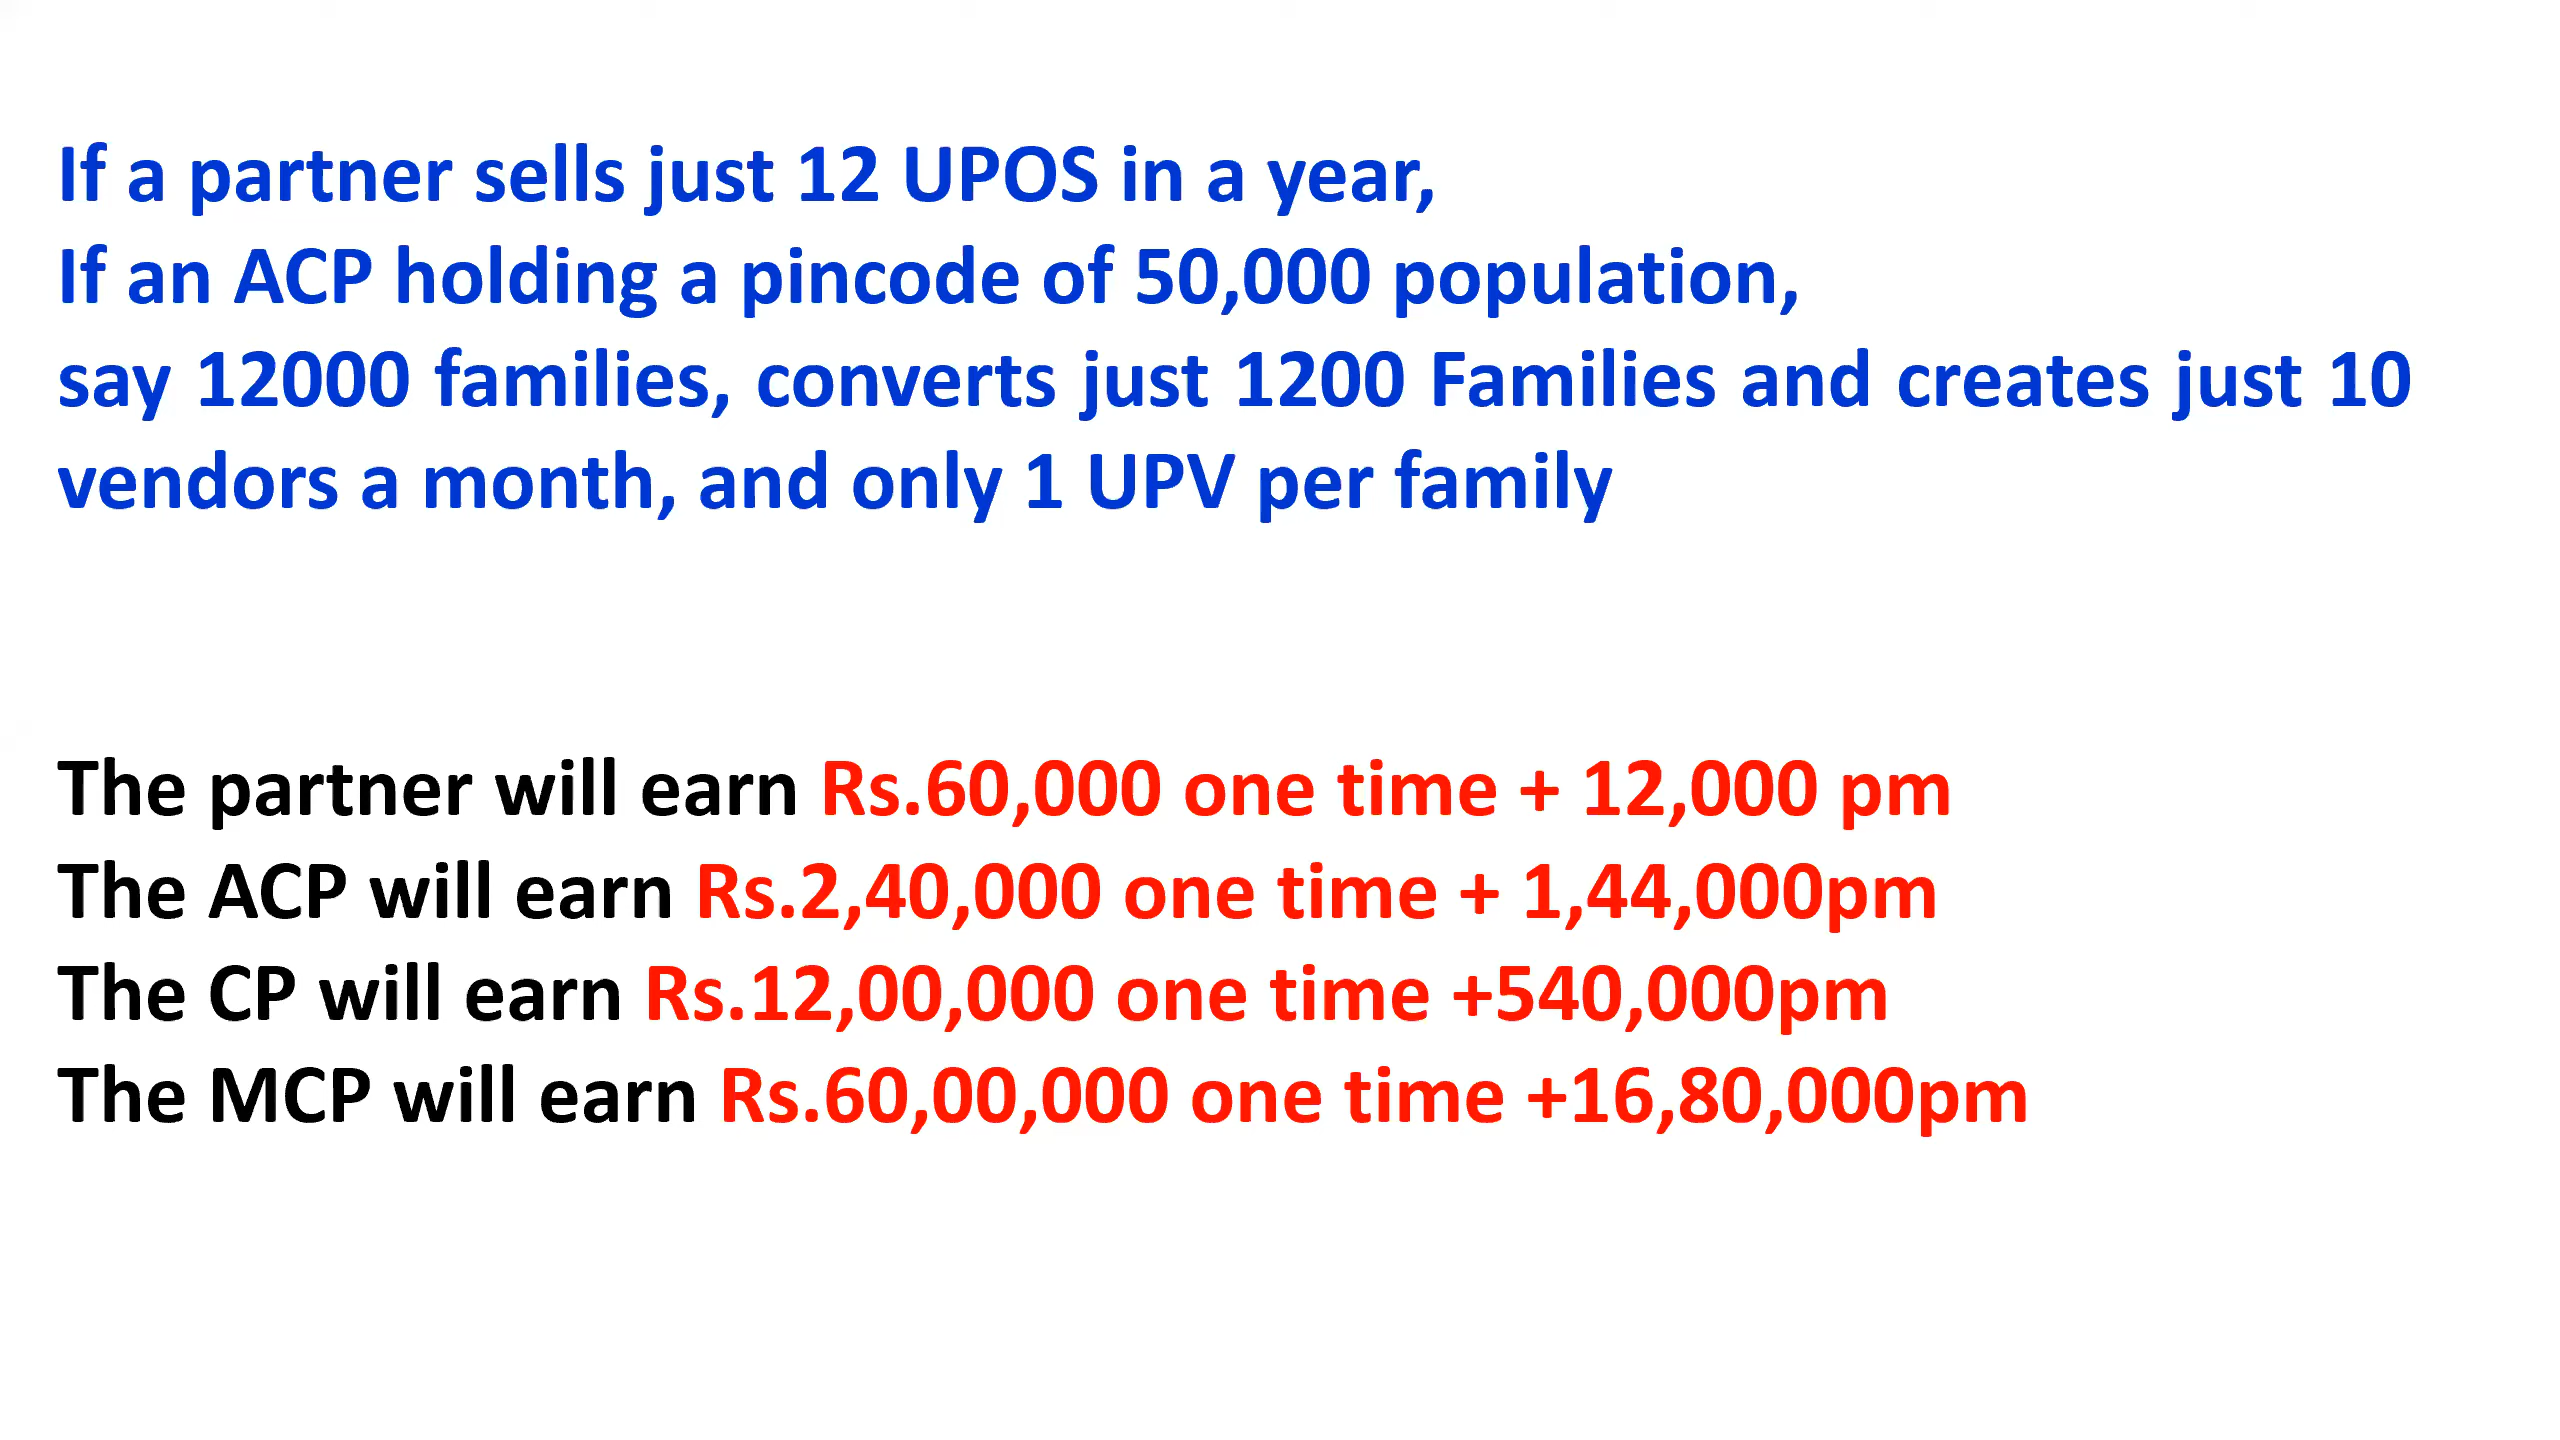 If a partner sells just 12 UPOS in a year,
If an ACP holding a pincode of 50,000 population,
say 12000 families, converts just 1200 Families and creates just 10
vendors a month, and only 1 UPV per family
The partner will earn Rs.60,000 one time + 12,000 pm
The ACP will earn Rs.2,40,000 one time + 1,44,000pm
The CP will earn Rs.12,00,000 one time +540,000pm
The MCP will earn Rs.60,00,000 one time +16,80,000pm